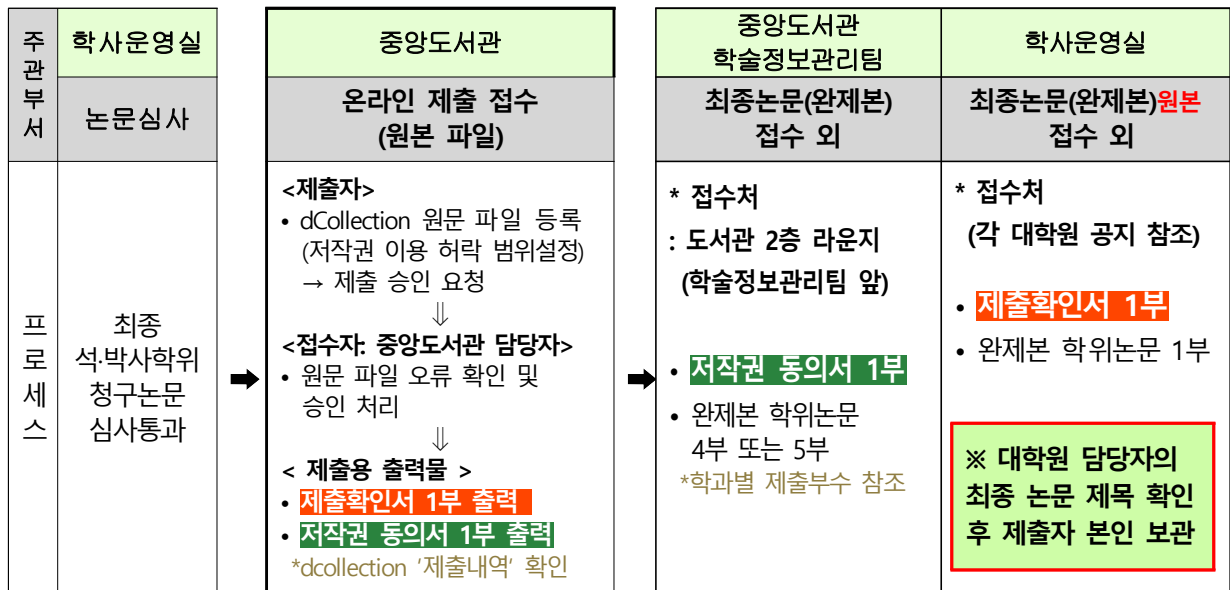 주관부서
학사운영실
중앙도서관
중앙도서관
학술정보관리팀
학사운영실
논문심사
온라인 제출 접수
(원본 파일)
최종논문(완제본)
접수 외
최종논문(완제본)원본
접수 외
프로세스
최종
석·박사학위
청구논문
심사통과
➡
<제출자>
• dCollection 원문 파일 등록
(저작권 이용 허락 범위설정)
→ 제출 승인 요청
⇓
<접수자: 중앙도서관 담당자>
• 원문 파일 오류 확인 및
승인 처리
⇓
< 제출용 출력물 >
• 제출확인서 1부 출력
• 저작권 동의서 1부 출력
*dcollection '제출내역' 확인
➡
* 접수처
: 도서관 2층 라운지
(학술정보관리팀 앞)
• 저작권 동의서 1부
• 완제본 학위논문
4부 또는 5부
*학과별 제출부수 참조
* 접수처
(각 대학원 공지 참조)
• 제출확인서 1부
• 완제본 학위논문 1부
※ 대학원 담당자의
최종 논문 제목 확인
후 제출자 본인 보관